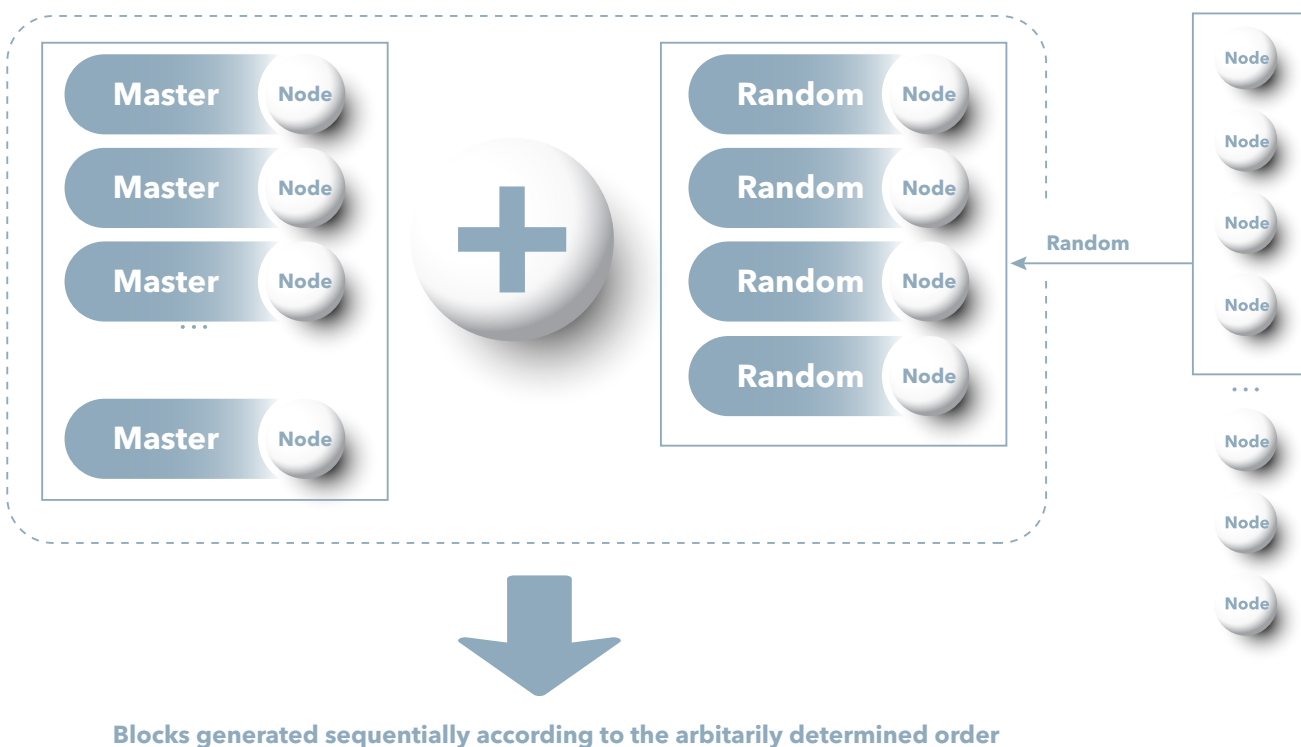 Master Node
Master Node
Master Node
...
Master Node
Random Node
Random Node
Random Node
Random Node
Random
Node
Node
Node
Node
...
Node
Node
Node
Blocks generated sequentially according to the arbitarily determined order